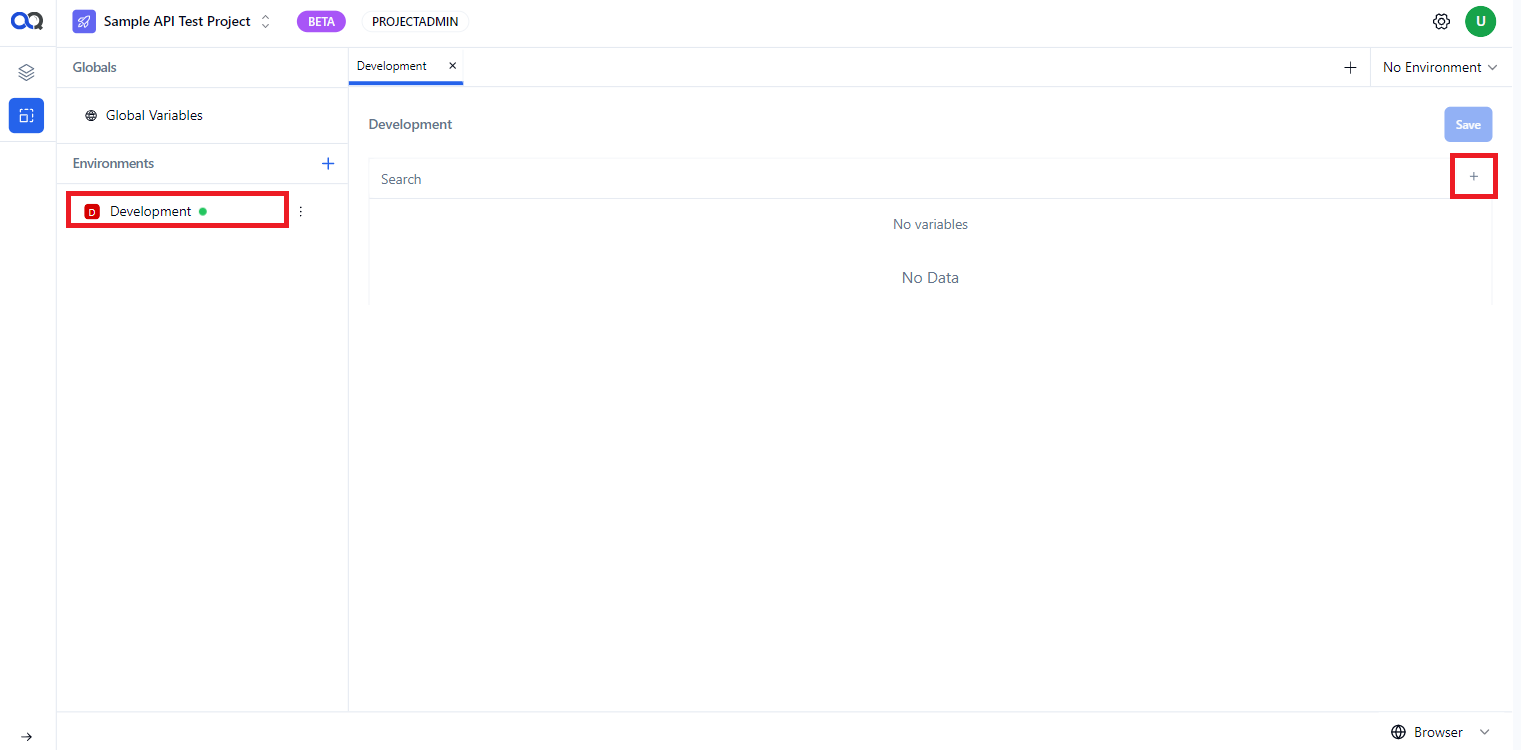 Sample API Test Project
BETA
PROJECTADMIN
U
Globals
Development
No Environment
Global Variables
Development
Save
Environments
Search
D Development
No variables
No Data
Browser